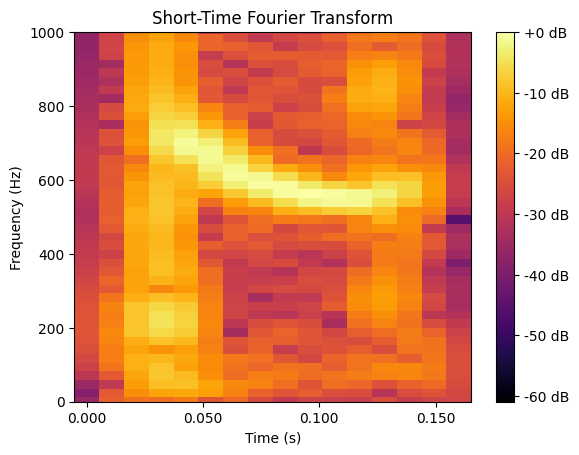 Short-Time Fourier Transform
1000
800
600
400
200
0
Frequency (Hz)
0.000
0.050
0.100
0.150
Time (s)
+0 dB
-10 dB
-20 dB
-30 dB
-40 dB
-50 dB
-60 dB